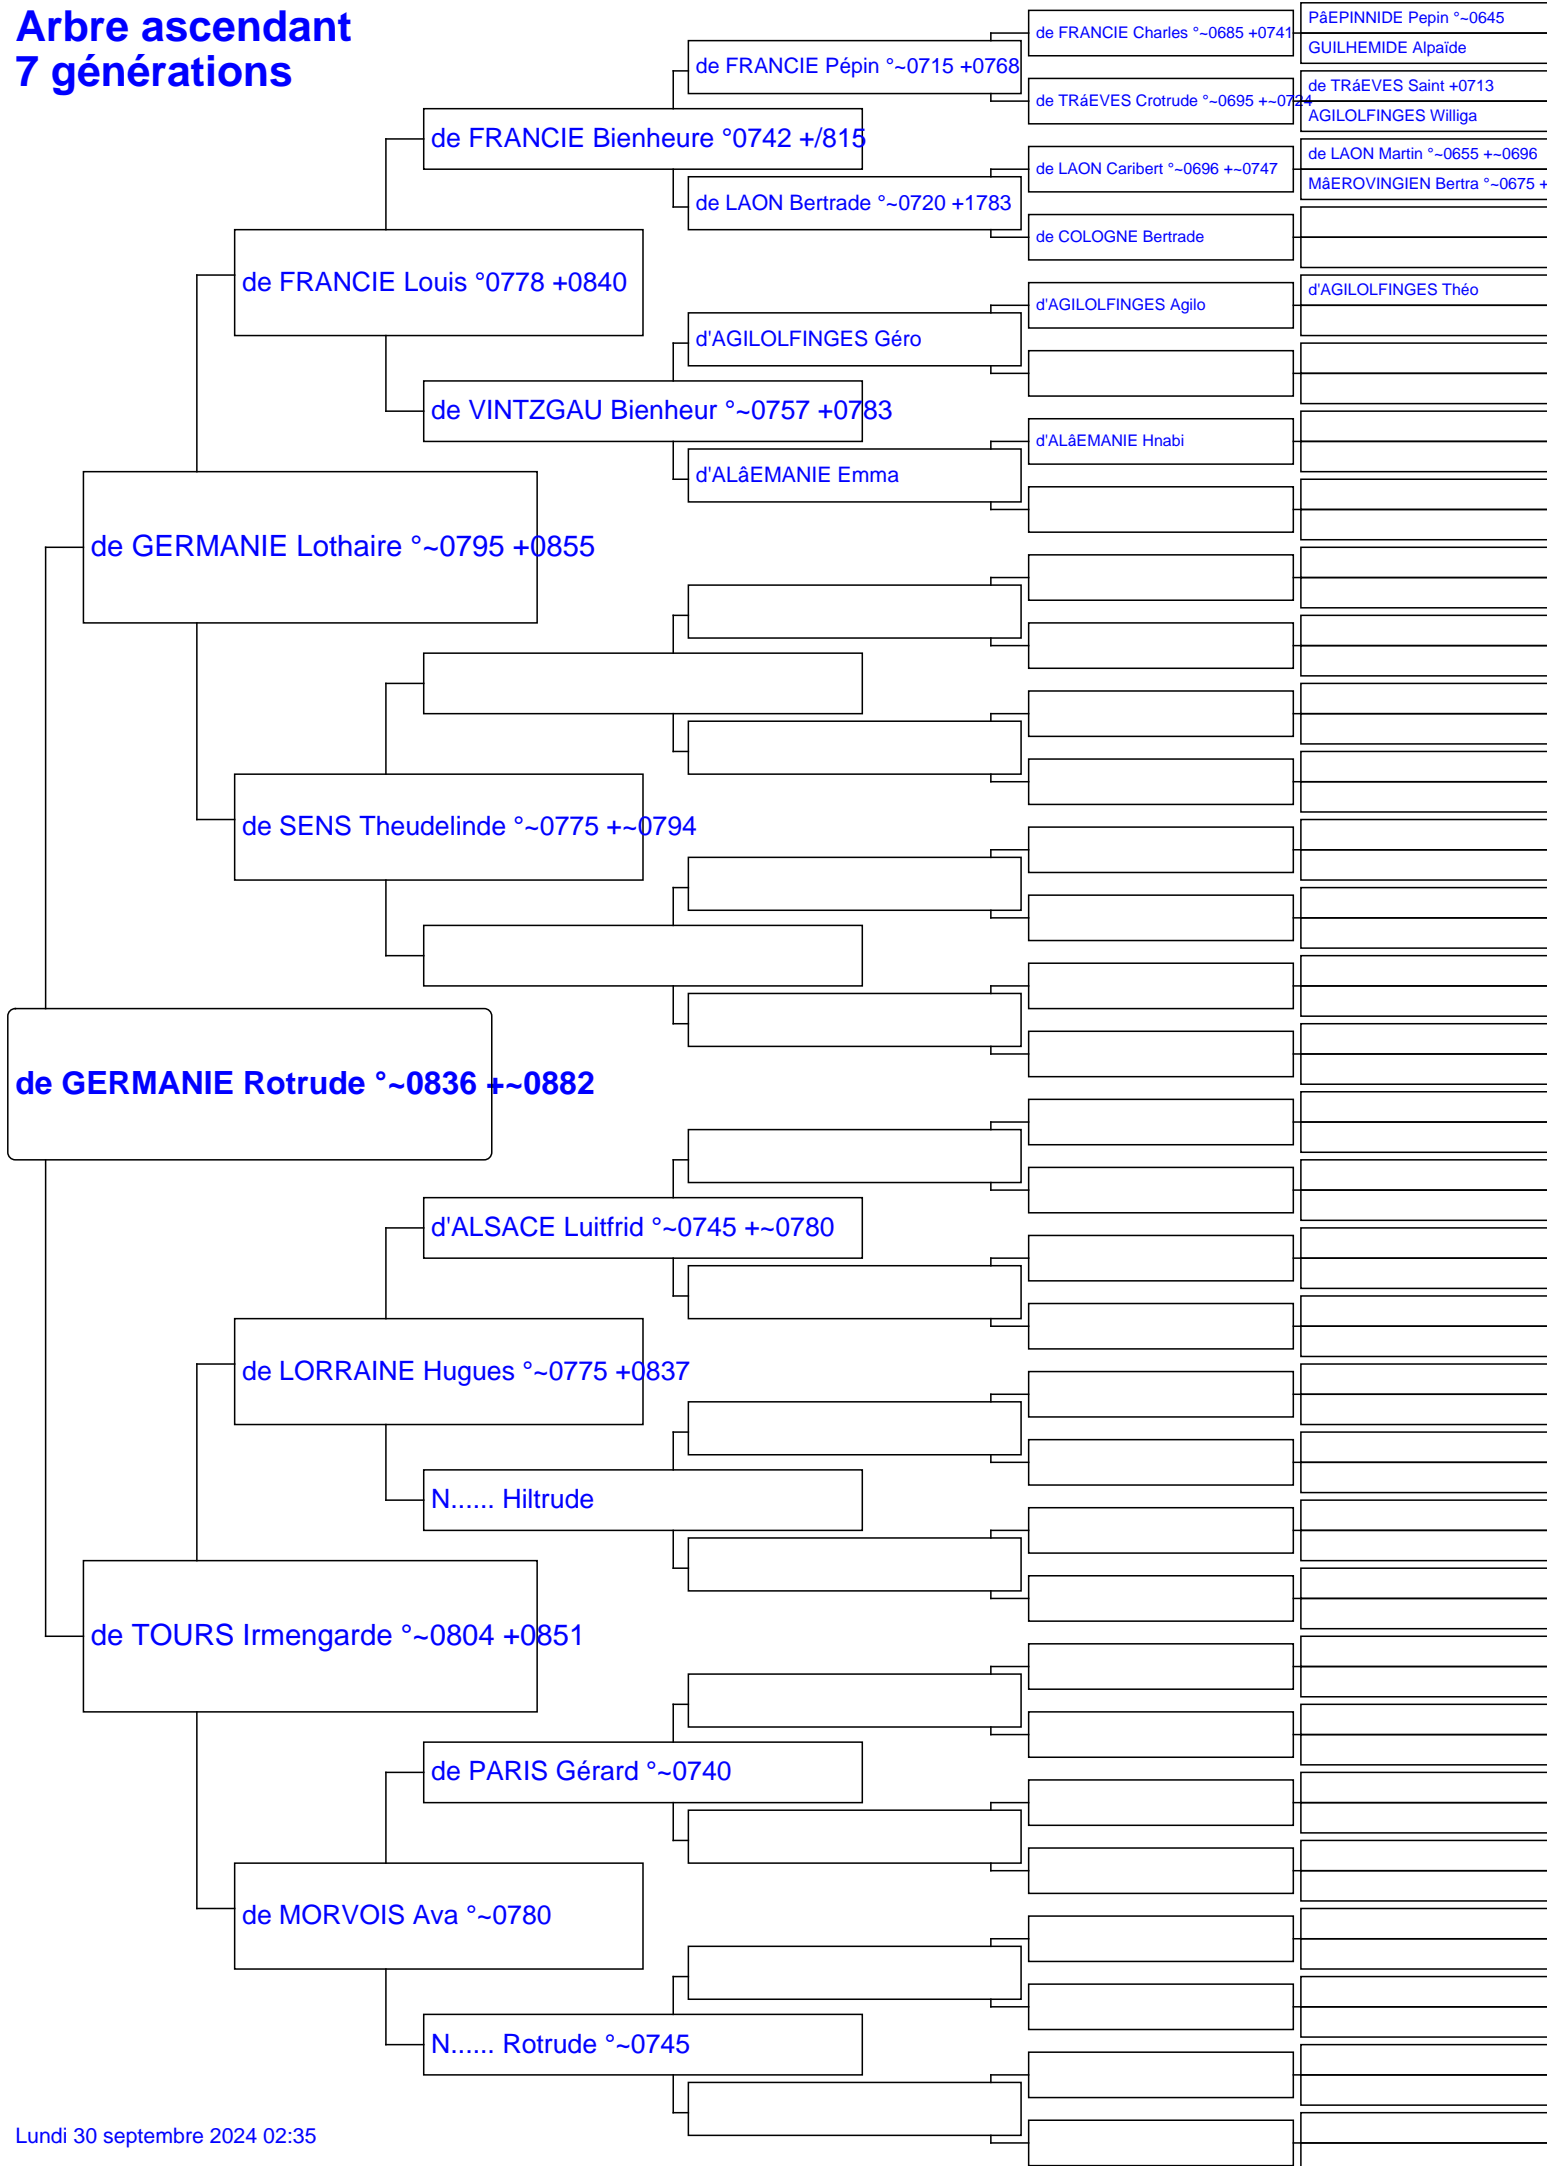 Arbre ascendant
7 générations
PâEPINNIDE Pepin °~0645
de FRANCIE Charles °~0685 +0741
GUILHEMIDE Alpaïde
de FRANCIE Pépin °~0715 +0768
de TRáEVES Saint +0713
de TRáEVES Crotrude °~0695 +~0724
AGILOLFINGES Williga
de FRANCIE Bienheure °0742 +/815
de LAON Martin °~0655 +~0696
de LAON Caribert °~0696 +~0747
MâEROVINGIEN Bertra °~0675 +
de LAON Bertrade °~0720 +1783
de COLOGNE Bertrade
de FRANCIE Louis °0778 +0840
d'AGILOLFINGES Théo
d'AGILOLFINGES Agilo
d'AGILOLFINGES Géro
de VINTZGAU Bienheur °~0757 +0783
d'ALâEMANIE Hnabi
d'ALâEMANIE Emma
de GERMANIE Lothaire °~0795 +0855
de SENS Theudelinde °~0775 +~0794
de GERMANIE Rotrude °~0836 +~0882
d'ALSACE Luitfrid °~0745 +~0780
de LORRAINE Hugues °~0775 +0837
N...... Hiltrude
de TOURS Irmengarde °~0804 +0851
de PARIS Gérard °~0740
de MORVOIS Ava °~0780
N...... Rotrude °~0745
Lundi 30 septembre 2024 02:35